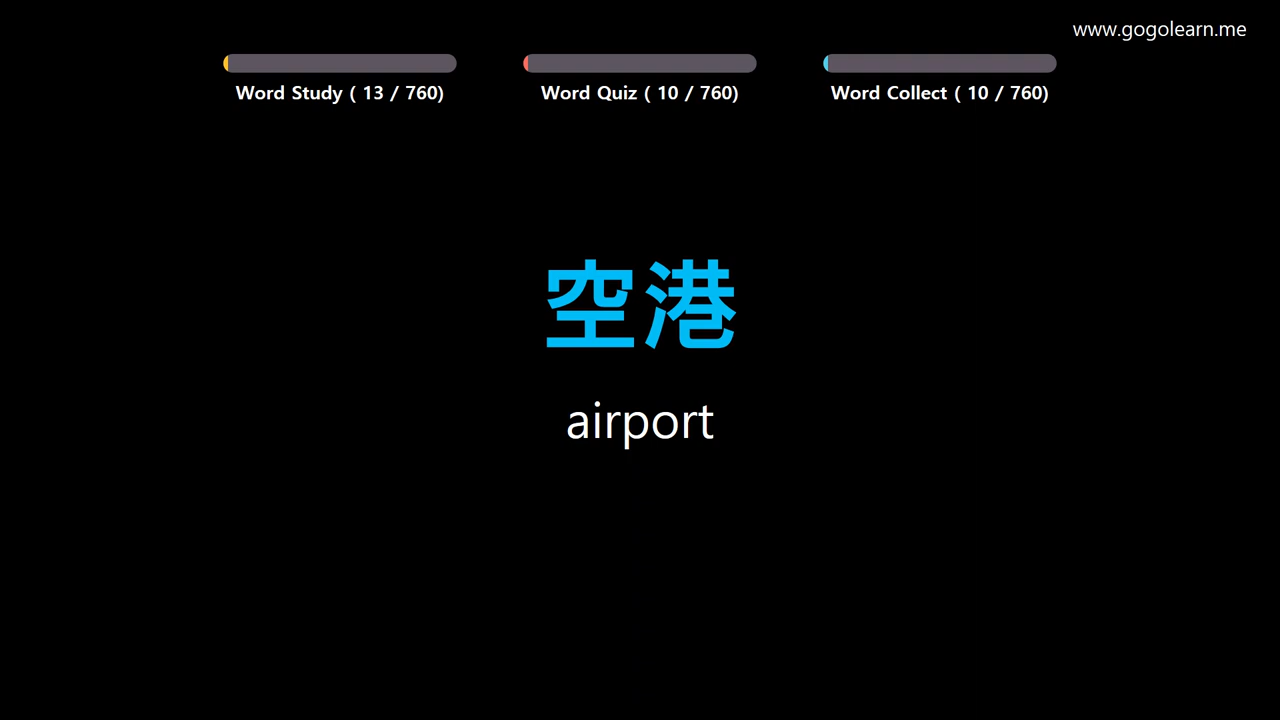 www.gogolearn.me
Word Study ( 13 / 760)
Word Quiz ( 10 / 760)
Word Collect ( 10 / 760)
空港
airport